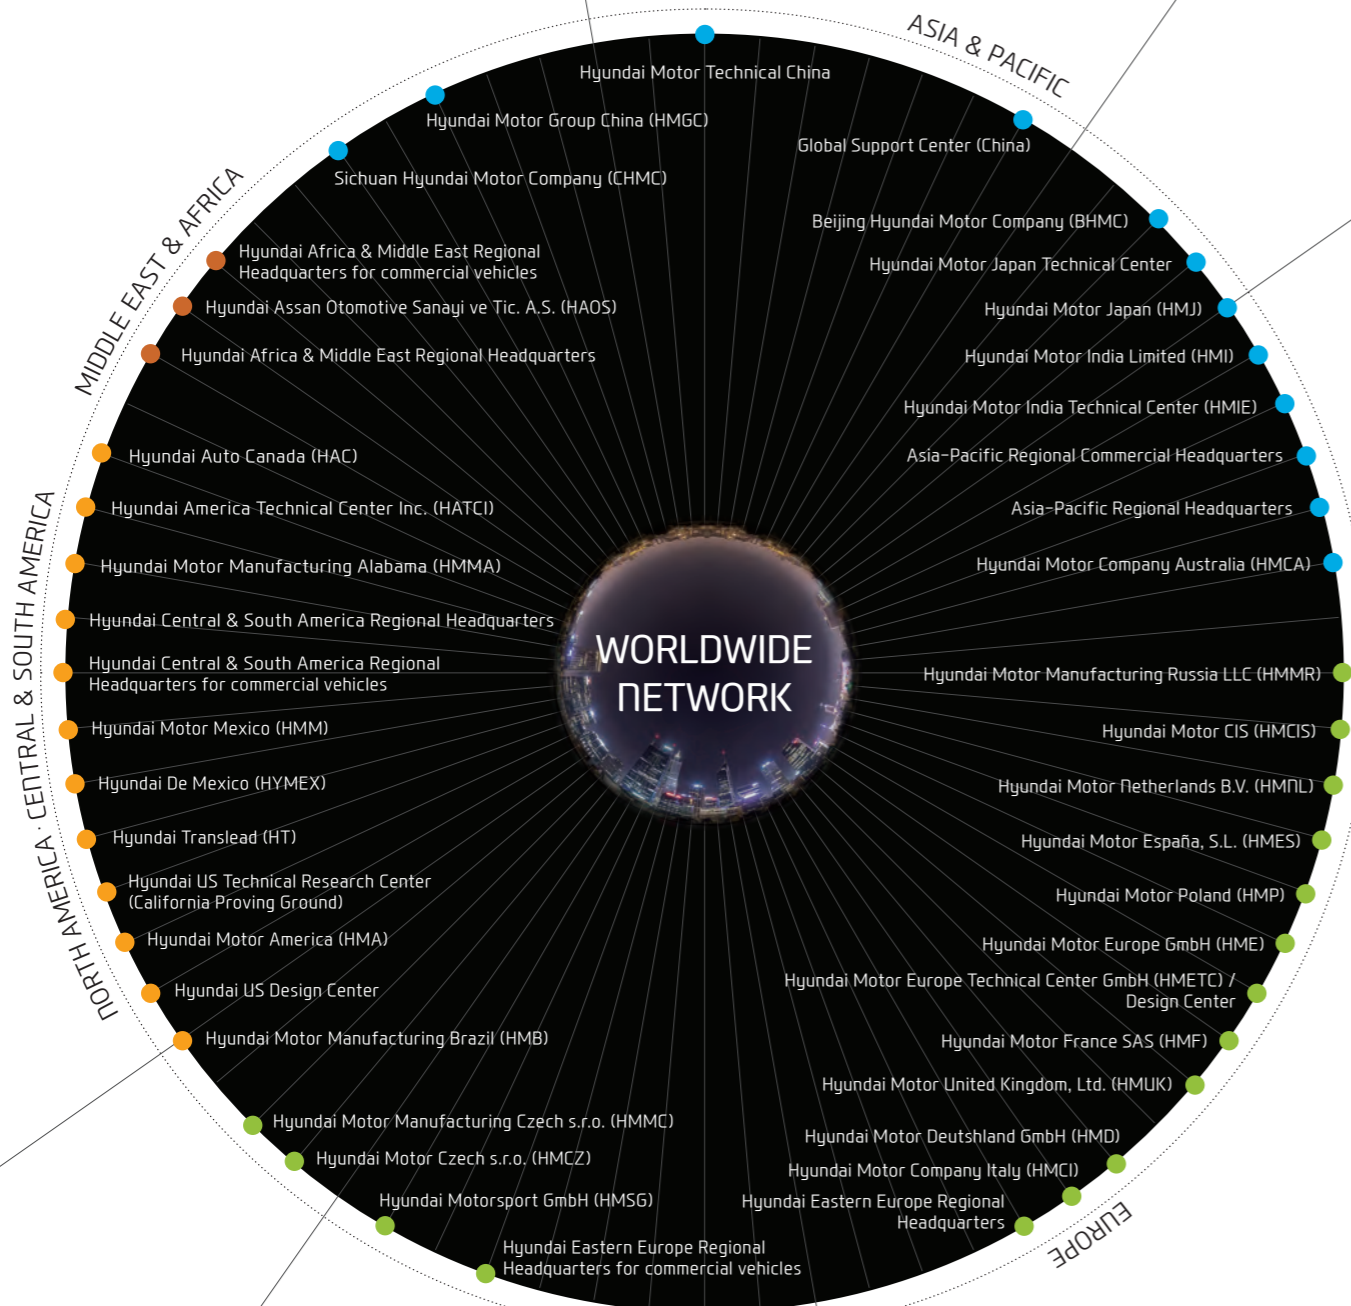 ASIA & PACIFIC
Hyundai Motor Technical China
Hyundai Motor Group China (HMGC)
Global Support Center (China)
Sichuan Hyundai Motor Company (CHMC)
Beijing Hyundai Motor Company (BHMC)
Hyundai Motor Japan Technical Center
Hyundai Motor Japan (HMJ)
Hyundai Motor India Limited (HMI)
Hyundai Motor India Technical Center (HMIE)
Asia-Pacific Regional Commercial Headquarters
Asia-Pacific Regional Headquarters
Hyundai Motor Company Australia (HMCA)
MIDDLE EAST & AFRICA
Hyundai Africa & Middle East Regional
Headquarters for commercial vehicles
Hyundai Assan Otomotive Sanayi ve Tic. A.S. (HAOS)
Hyundai Africa & Middle East Regional Headquarters
NORTH AMERICA · CENTRAL & SOUTH AMERICA
Hyundai Auto Canada (HAC)
Hyundai America Technical Center Inc. (HATCI)
Hyundai Motor Manufacturing Alabama (HMMA)
Hyundai Central & South America Regional Headquarters
Hyundai Central & South America Regional
Headquarters for commercial vehicles
Hyundai Motor Mexico (HMM)
Hyundai De Mexico (HYMEX)
Hyundai Translead (HT)
Hyundai US Technical Research Center
(California Proving Ground)
Hyundai Motor America (HMA)
Hyundai US Design Center
Hyundai Motor Manufacturing Brazil (HMB)
WORLDWIDE
NETWORK
Hyundai Motor Manufacturing Russia LLC (HMMR)
Hyundai Motor CIS (HMCIS)
Hyundai Motor Netherlands B.V. (HMNL)
Hyundai Motor España, S.L. (HMES)
Hyundai Motor Poland (HMP)
Hyundai Motor Europe GmbH (HME)
Hyundai Motor Europe Technical Center GmbH (HMETC) /
Design Center
Hyundai Motor France SAS (HMF)
Hyundai Motor United Kingdom, Ltd. (HMUK)
Hyundai Motor Deutshland GmbH (HMD)
Hyundai Motor Company Italy (HMCI)
Hyundai Eastern Europe Regional
Headquarters
EUROPE
Hyundai Motor Manufacturing Czech s.r.o. (HMMC)
Hyundai Motor Czech s.r.o. (HMCZ)
Hyundai Motorsport GmbH (HMSG)
Hyundai Eastern Europe Regional
Headquarters for commercial vehicles